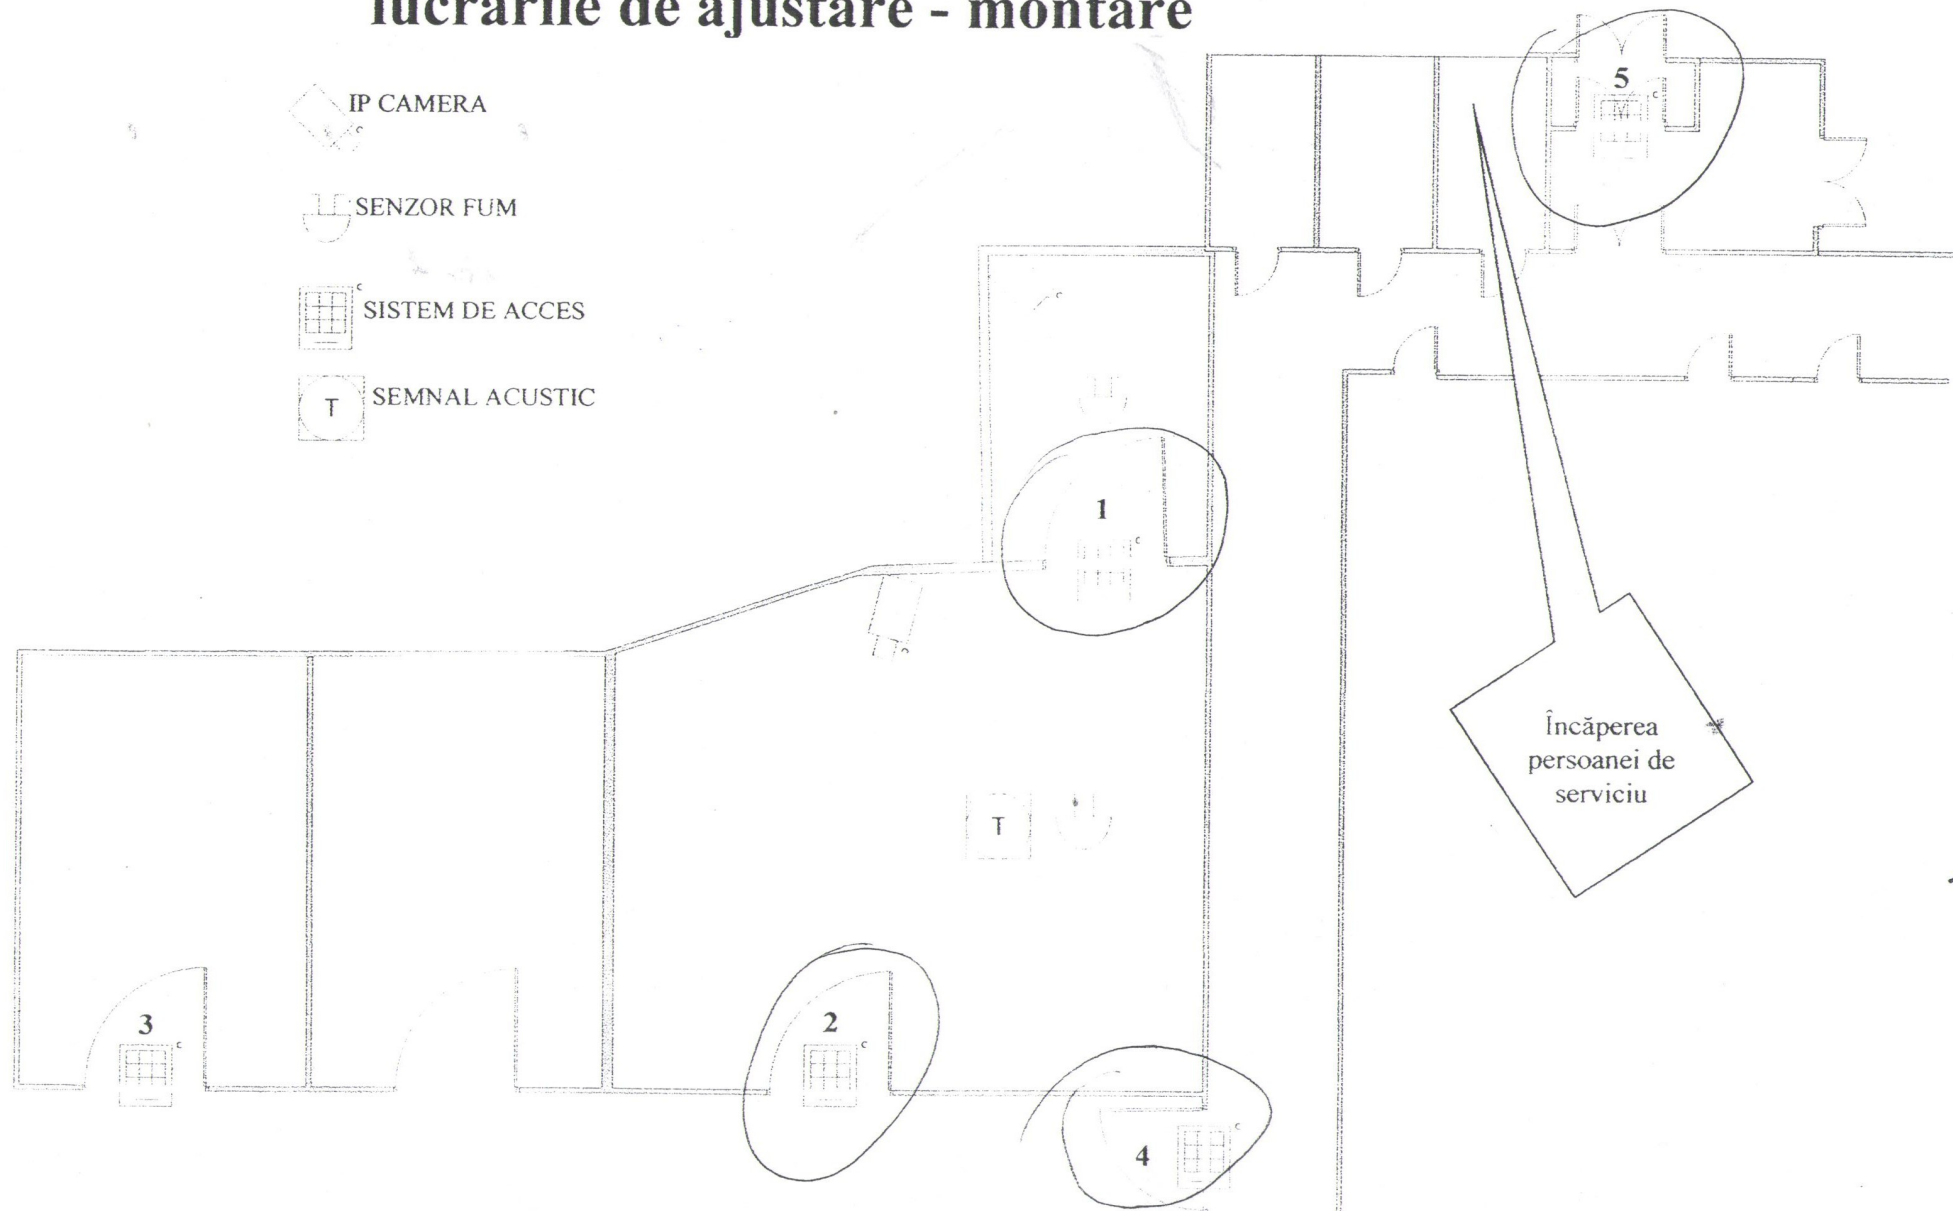 lucrările de ajustare - montare
IP CAMERA
SENZOR FUM
SISTEM DE ACCES
T SEMNAL ACUSTIC
5
1
Încăperea
persoanei de
serviciu
T
3
2
4